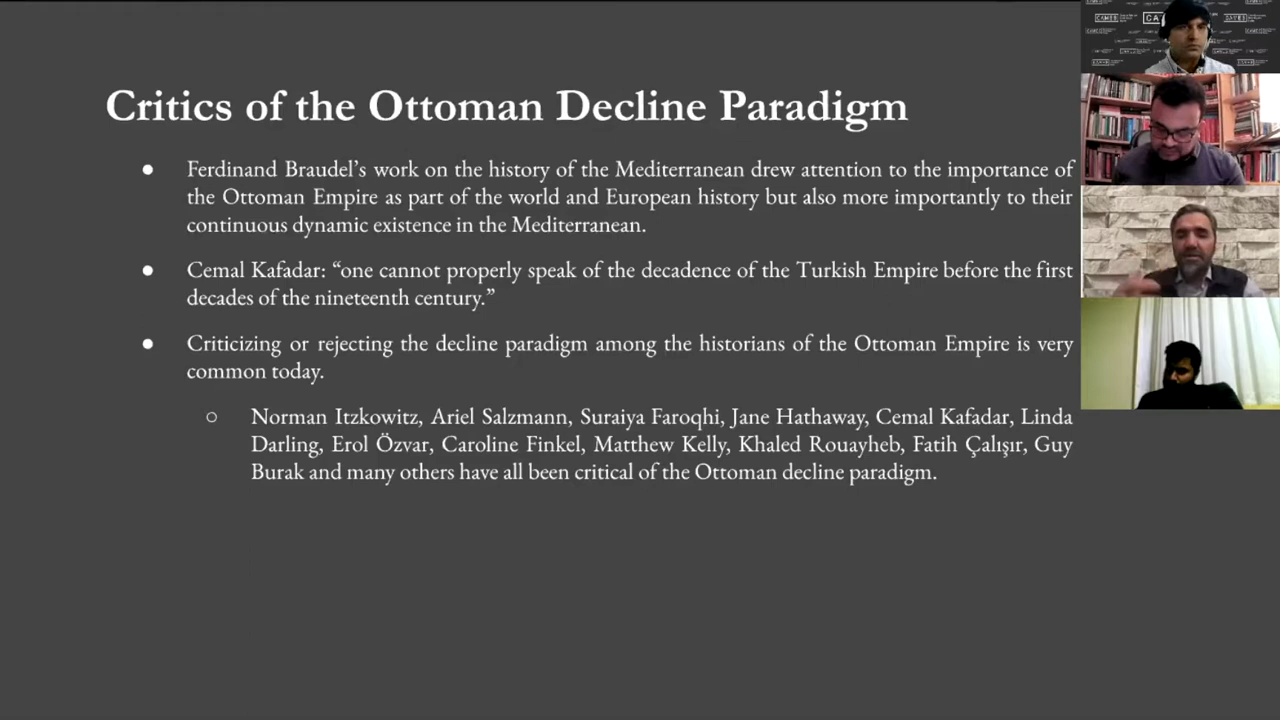 Critics of the Ottoman Decline Paradigm
● Ferdinand Braudel’s work on the history of the Mediterranean drew attention to the importance of
the Ottoman Empire as part of the world and European history but also more importantly to their
continuous dynamic existence in the Mediterranean.
● Cemal Kafadar: “one cannot properly speak of the decadence of the Turkish Empire before the first
decades of the nineteenth century.”
● Criticizing or rejecting the decline paradigm among the historians of the Ottoman Empire is very
common today.
○ Norman Itzkowitz, Ariel Salzmann, Suraiya Faroqhi, Jane Hathaway, Cemal Kafadar, Linda
Darling, Erol Özvar, Caroline Finkel, Matthew Kelly, Khaled Rouayheb, Fatih Çalışır, Guy
Burak and many others have all been critical of the Ottoman decline paradigm.